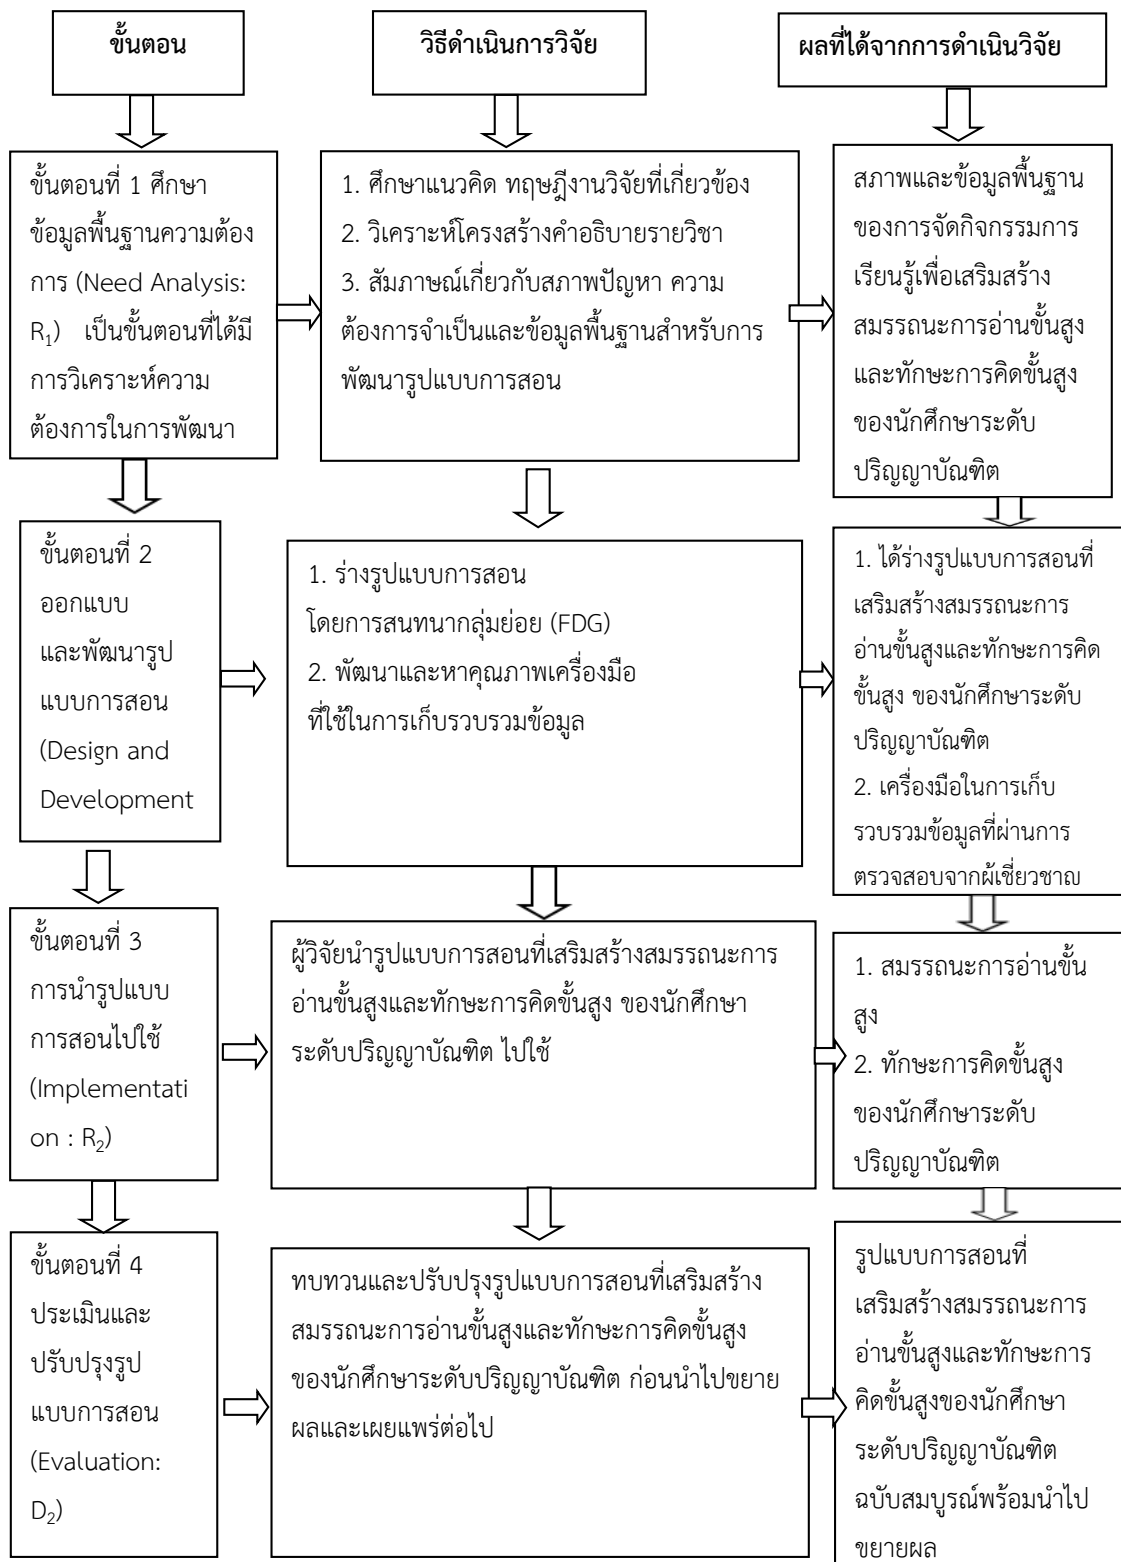 ขั้นตอน
วิธีดำเนินการวิจัย
ผลที่ได้จากการดำเนินวิจัย
ขั้นตอนที่ 1 ศึกษา
ข้อมูลพื้นฐานความต้อง
การ (Need Analysis:
R₁) เป็นขั้นตอนที่ได้มี
การวิเคราะห์ความ
ต้องการในการพัฒนา
1. ศึกษาแนวคิด ทฤษฎีงานวิจัยที่เกี่ยวข้อง
2. วิเคราะห์โครงสร้างคำอธิบายรายวิชา
3. สัมภาษณ์เกี่ยวกับสภาพปัญหา ความ
ต้องการจำเป็นและข้อมูลพื้นฐานสำหรับการ
พัฒนารูปแบบการสอน
สภาพและข้อมูลพื้นฐาน
ของการจัดกิจกรรมการ
เรียนรู้เพื่อเสริมสร้าง
สมรรถนะการอ่านขั้นสูง
และทักษะการคิดขั้นสูง
ของนักศึกษาระดับ
ปริญญาบัณฑิต
ขั้นตอนที่ 2
ออกแบบ
และพัฒนารูป
แบบการสอน
(Design and
Development
1. ร่างรูปแบบการสอน
โดยการสนทนากลุ่มย่อย (FDG)
2. พัฒนาและหาคุณภาพเครื่องมือ
ที่ใช้ในการเก็บรวบรวมข้อมูล
1. ได้ร่างรูปแบบการสอนที่
เสริมสร้างสมรรถนะการ
อ่านขั้นสูงและทักษะการคิด
ขั้นสูง ของนักศึกษาระดับ
ปริญญาบัณฑิต
2. เครื่องมือในการเก็บ
รวบรวมข้อมูลที่ผ่านการ
ตรวจสอบจากผู้เชี่ยวชาญ
ขั้นตอนที่ 3
การนำรูปแบบ
การสอนไปใช้
(Implementati
on : R₂)
ผู้วิจัยนำรูปแบบการสอนที่เสริมสร้างสมรรถนะการ
อ่านขั้นสูงและทักษะการคิดขั้นสูง ของนักศึกษา
ระดับปริญญาบัณฑิต ไปใช้
1. สมรรถนะการอ่านขั้น
สูง
2. ทักษะการคิดขั้นสูง
ของนักศึกษาระดับ
ปริญญาบัณฑิต
ขั้นตอนที่ 4
ประเมินและ
ปรับปรุงรูป
แบบการสอน
(Evaluation:
D₂)
ทบทวนและปรับปรุงรูปแบบการสอนที่เสริมสร้าง
สมรรถนะการอ่านขั้นสูงและทักษะการคิดขั้นสูง
ของนักศึกษาระดับปริญญาบัณฑิต ก่อนนำไปขยาย
ผลและเผยแพร่ต่อไป
รูปแบบการสอนที่
เสริมสร้างสมรรถนะการ
อ่านขั้นสูงและทักษะการ
คิดขั้นสูงของนักศึกษา
ระดับปริญญาบัณฑิต
ฉบับสมบูรณ์พร้อมนำไป
ขยายผล